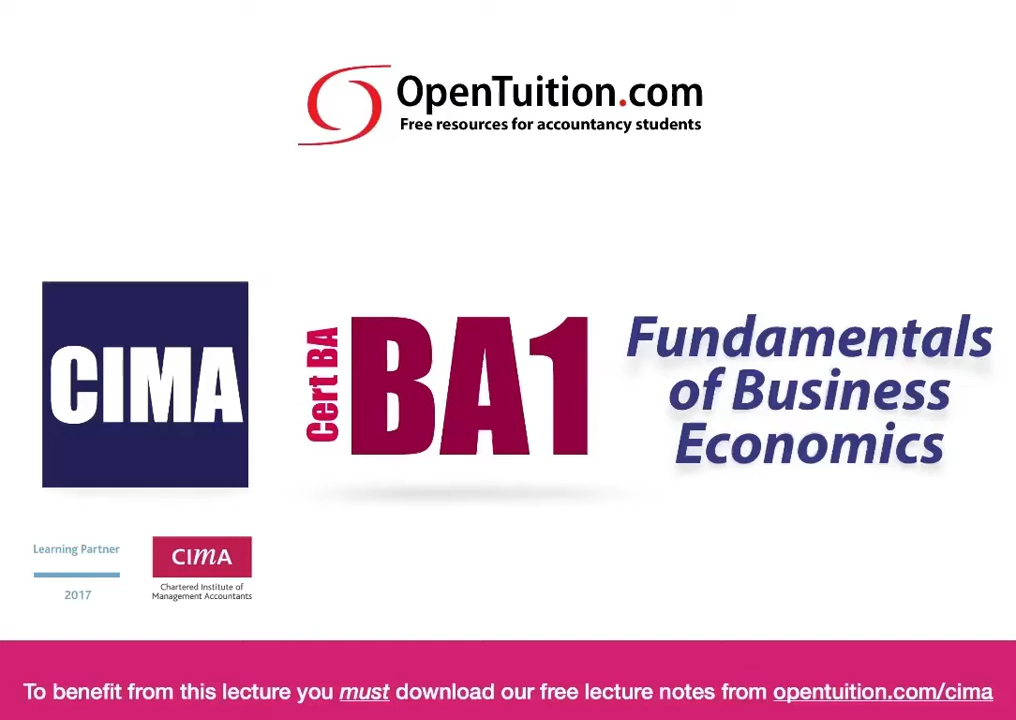 OpenTuition.com
Free resources for accountancy students
CIMA
Cert BA
BA1
Fundamentals
of Business
Economics
Learning Partner
2017
CIMA
Chartered Institute of
Management Accountants
To benefit from this lecture you must download our free lecture notes from opentuition.com/cima